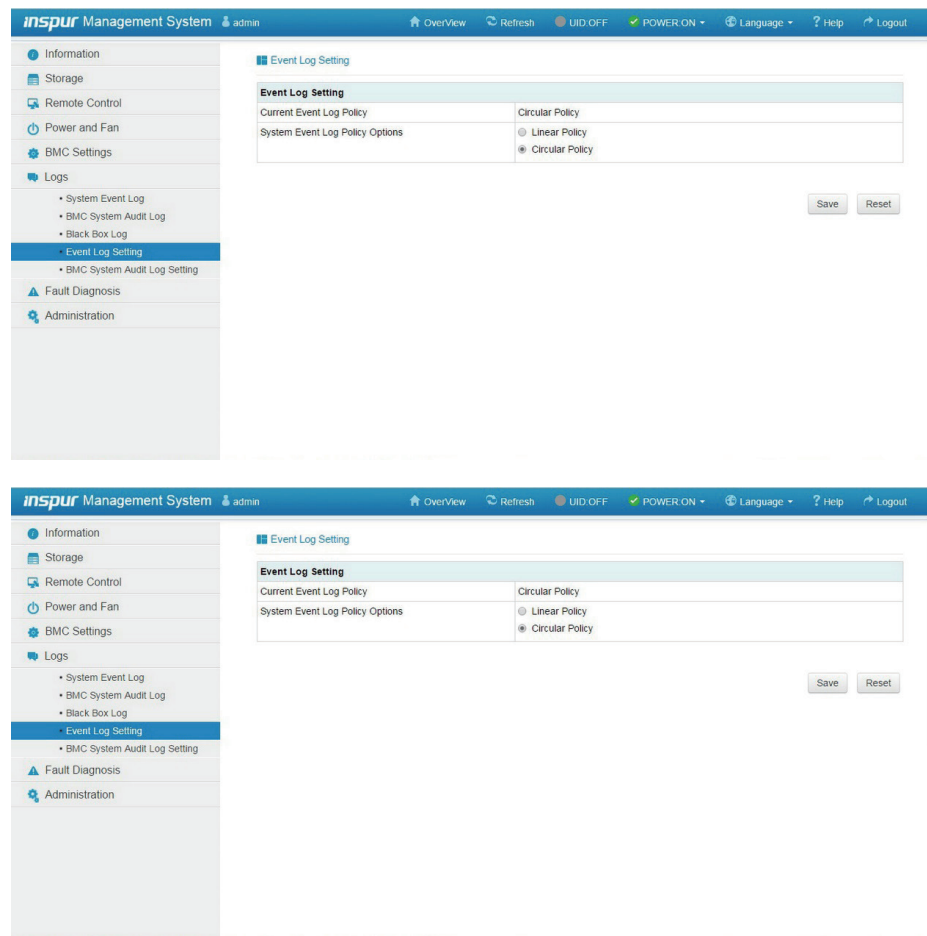 inspur Management System admin OverView Refresh UID:OFF POWER:ON Language ? Help Logout
Information
Storage
Remote Control
Power and Fan
BMC Settings
Logs
• System Event Log
• BMC System Audit Log
• Black Box Log
• Event Log Setting
• BMC System Audit Log Setting
Fault Diagnosis
Administration
Event Log Setting
Event Log Setting
Current Event Log Policy Circular Policy
System Event Log Policy Options Linear Policy
Circular Policy
Save Reset
inspur Management System admin OverView Refresh UID:OFF POWER:ON Language ? Help Logout
Information
Storage
Remote Control
Power and Fan
BMC Settings
Logs
• System Event Log
• BMC System Audit Log
• Black Box Log
• Event Log Setting
• BMC System Audit Log Setting
Fault Diagnosis
Administration
Event Log Setting
Event Log Setting
Current Event Log Policy Circular Policy
System Event Log Policy Options Linear Policy
Circular Policy
Save Reset